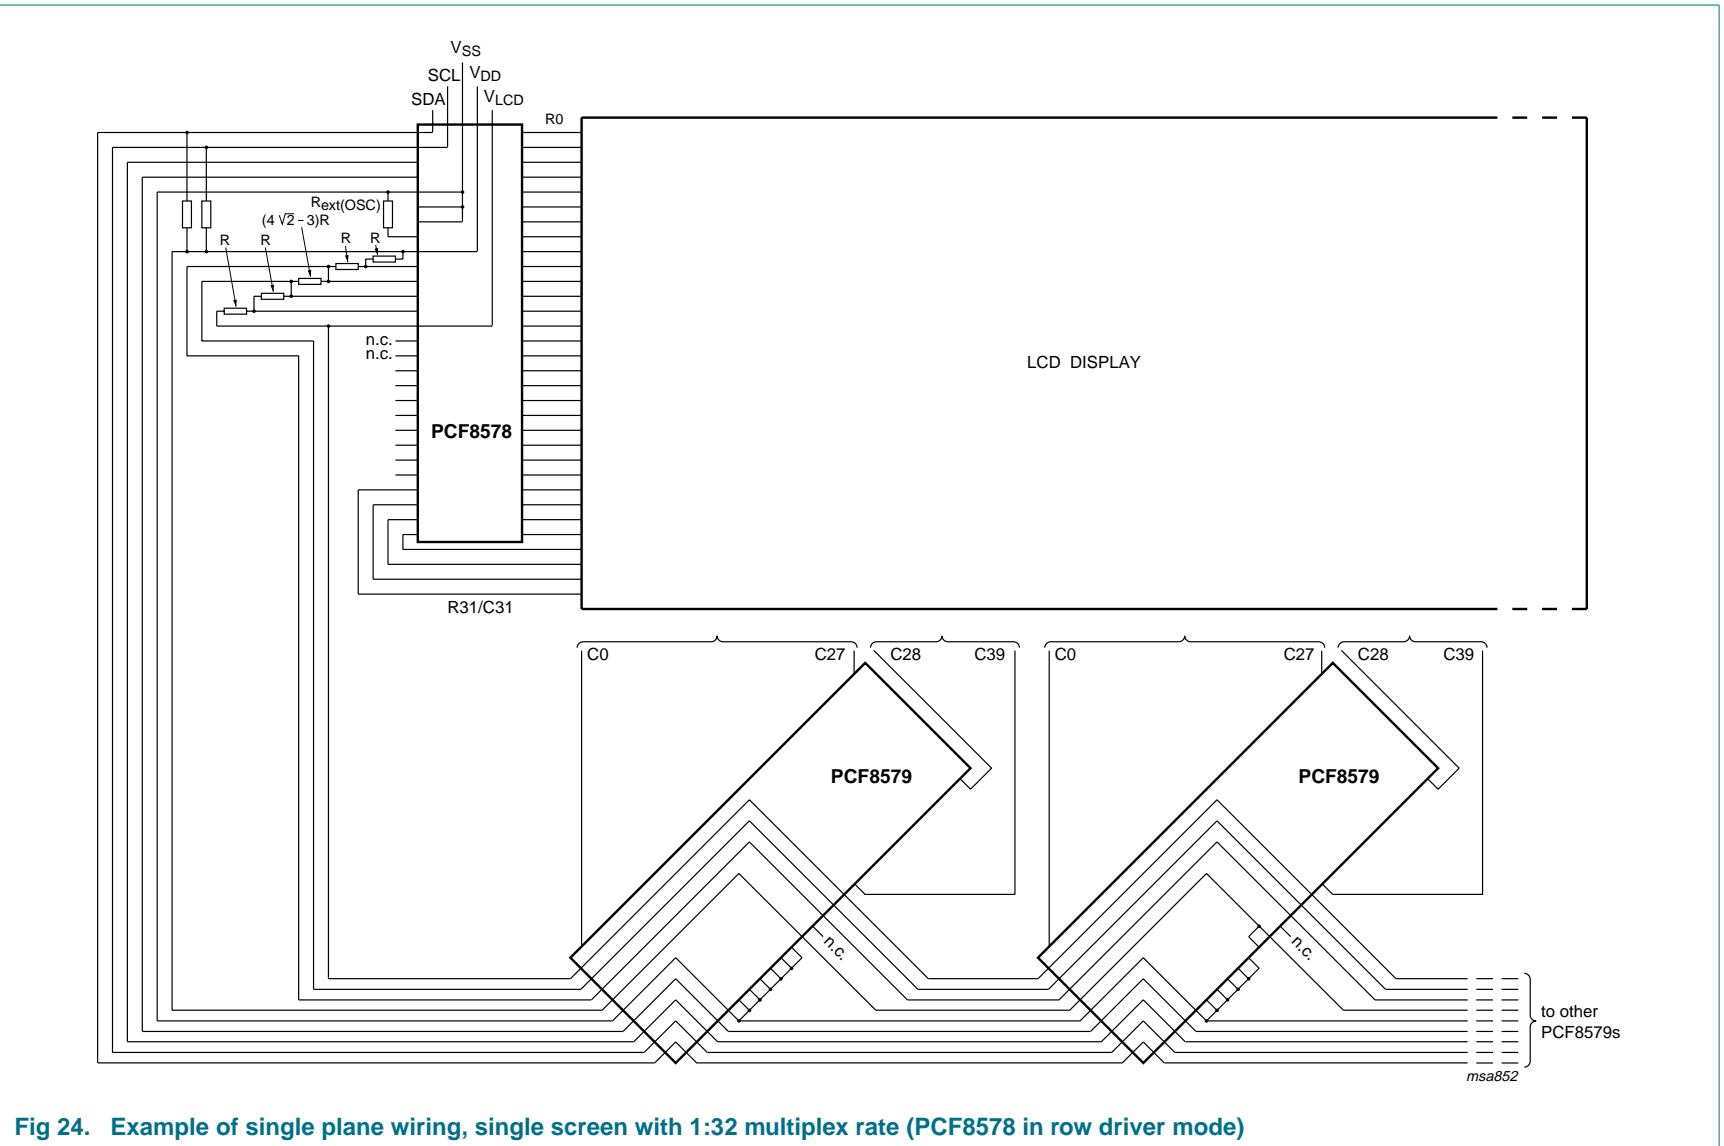 VSS
SCL VDD
SDA VLCD
R0
Rext(OSC)
(4 √2 – 3)R
R R R R
n.c.
n.c.
LCD DISPLAY
PCF8578
R31/C31
C0 C27 C28 C39 C0 C27 C28 C39
PCF8579 PCF8579
n.c. n.c.
to other
PCF8579s
msa852
Fig 24. Example of single plane wiring, single screen with 1:32 multiplex rate (PCF8578 in row driver mode)